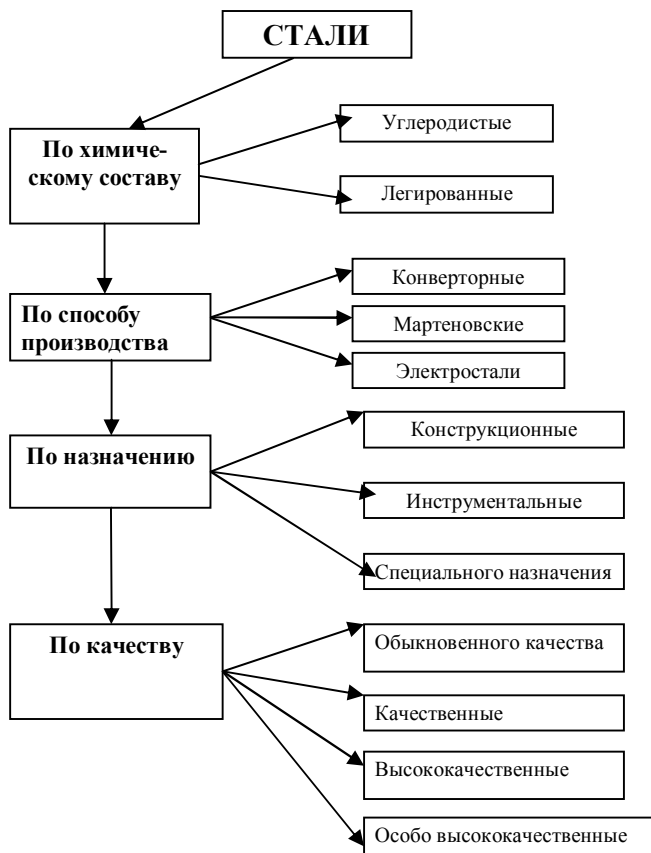 СТАЛИ
По химиче-
скому составу
Углеродистые
Легированные
По способу
производства
Конверторные
Мартеновские
Электростали
По назначению
Конструкционные
Инструментальные
Специального назначения
По качеству
Обыкновенного качества
Качественные
Высококачественные
Особо высококачественные